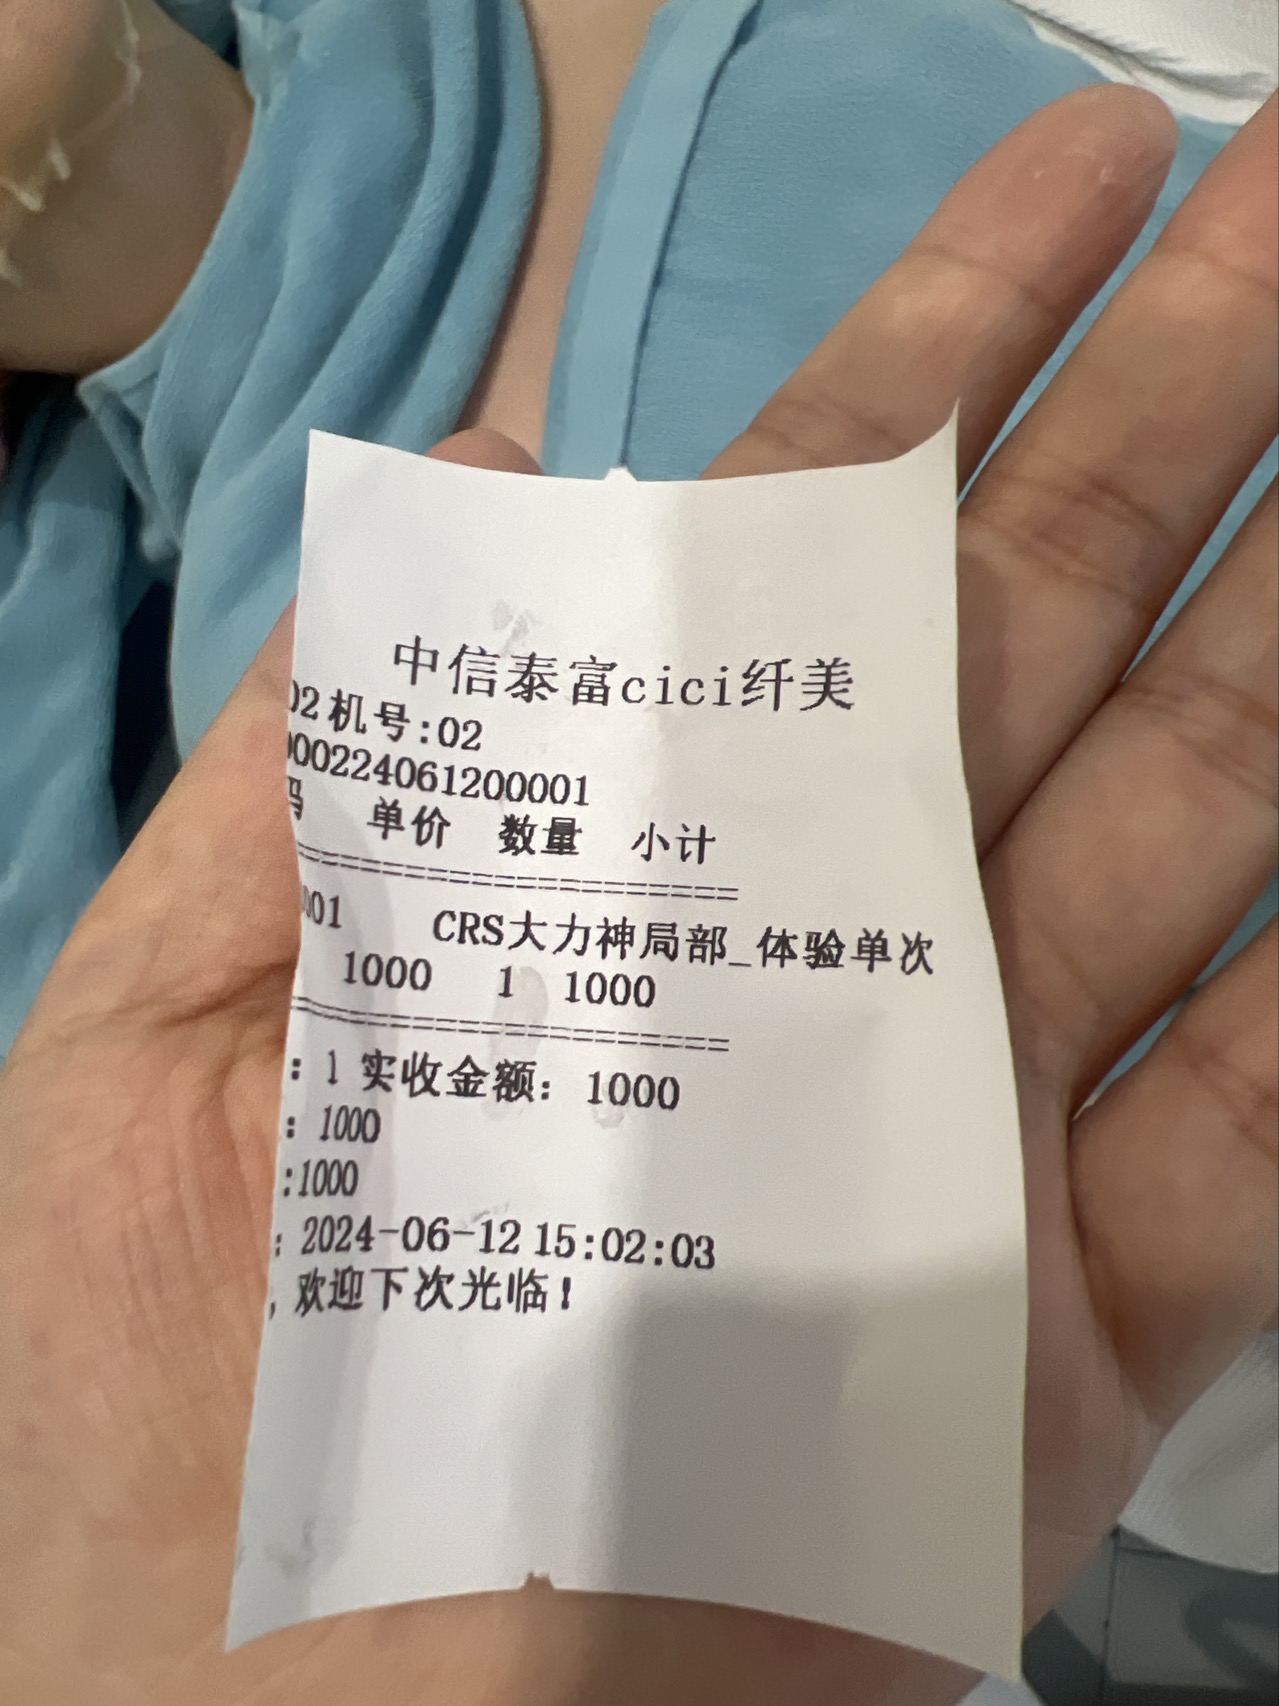 中信泰富cici纤美
02机号:02
000224061200001
码 单价 数量 小计
==================
001 CRS大力神局部_体验单次
1000 1 1000
==================
: 1 实收金额: 1000
: 1000
:1000
: 2024-06-12 15:02:03
, 欢迎下次光临!